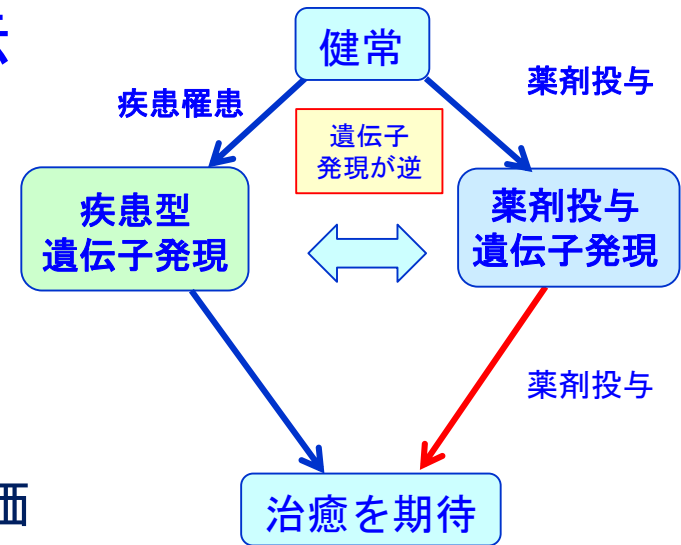 法
健常
疾患罹患
薬剤投与
遺伝子
発現が逆
疾患型
遺伝子発現
薬剤投与
遺伝子発現
薬剤投与
価
治癒を期待